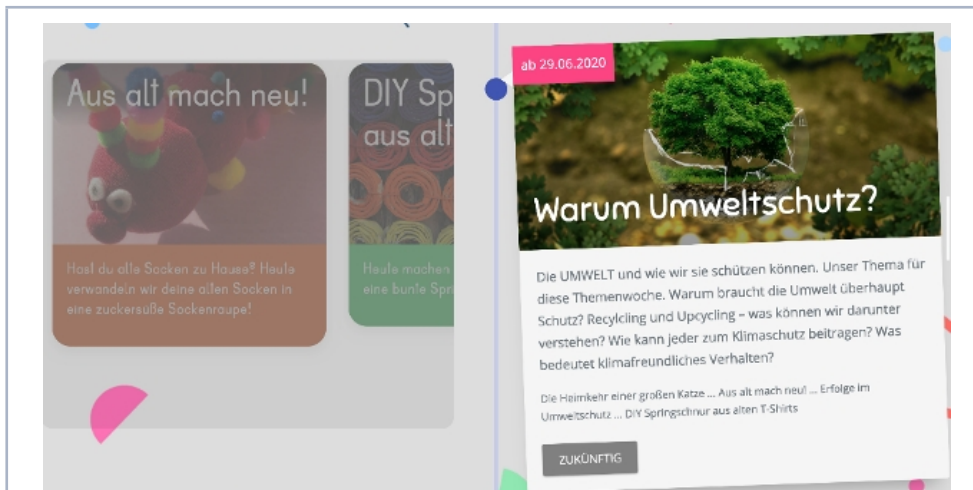 Aus alt mach neu!
Hast du alte Socken zu Hause? Heute
verwandeln wir deine alten Socken in
eine zuckersüße Sockenraupe!
DIY Sp
aus alt
Heute machen
eine bunte Spri
ab 29.06.2020
Warum Umweltschutz?
Die UMWELT und wie wir sie schützen können. Unser Thema für
diese Themenwoche. Warum braucht die Umwelt überhaupt
Schutz? Recylciing und Upcycling – was können wir darunter
verstehen? Wie kann jeder zum Klimaschutz beitragen? Was
bedeutet klimafreundliches Verhalten?
Die Heimkehr einer großen Katze ... Aus alt mach neu! ... Erfolge im
Umweltschutz ... DIY Springschnur aus alten T-Shirts
ZUKÜNFTIG